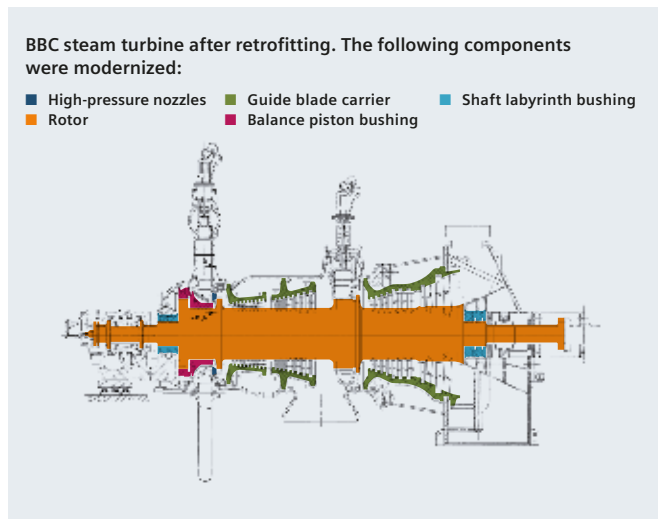 BBC steam turbine after retrofitting. The following components
were modernized:
High-pressure nozzles
Guide blade carrier
Shaft labyrinth bushing
Rotor
Balance piston bushing